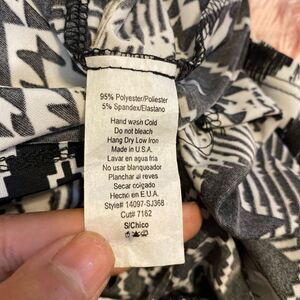 95% Polyester/Poliester
5% Spandex/Elastano
Hand wash Cold
Do not bleach
Hang Dry Low Iron
Made in U.S.A.
Lavar en agua fria
No usar blanqueador
Planchar al reves
Secar colgado
Hecho en E.U.A.
Style# 14097-SJ368
Cut# 7162
S/Chico